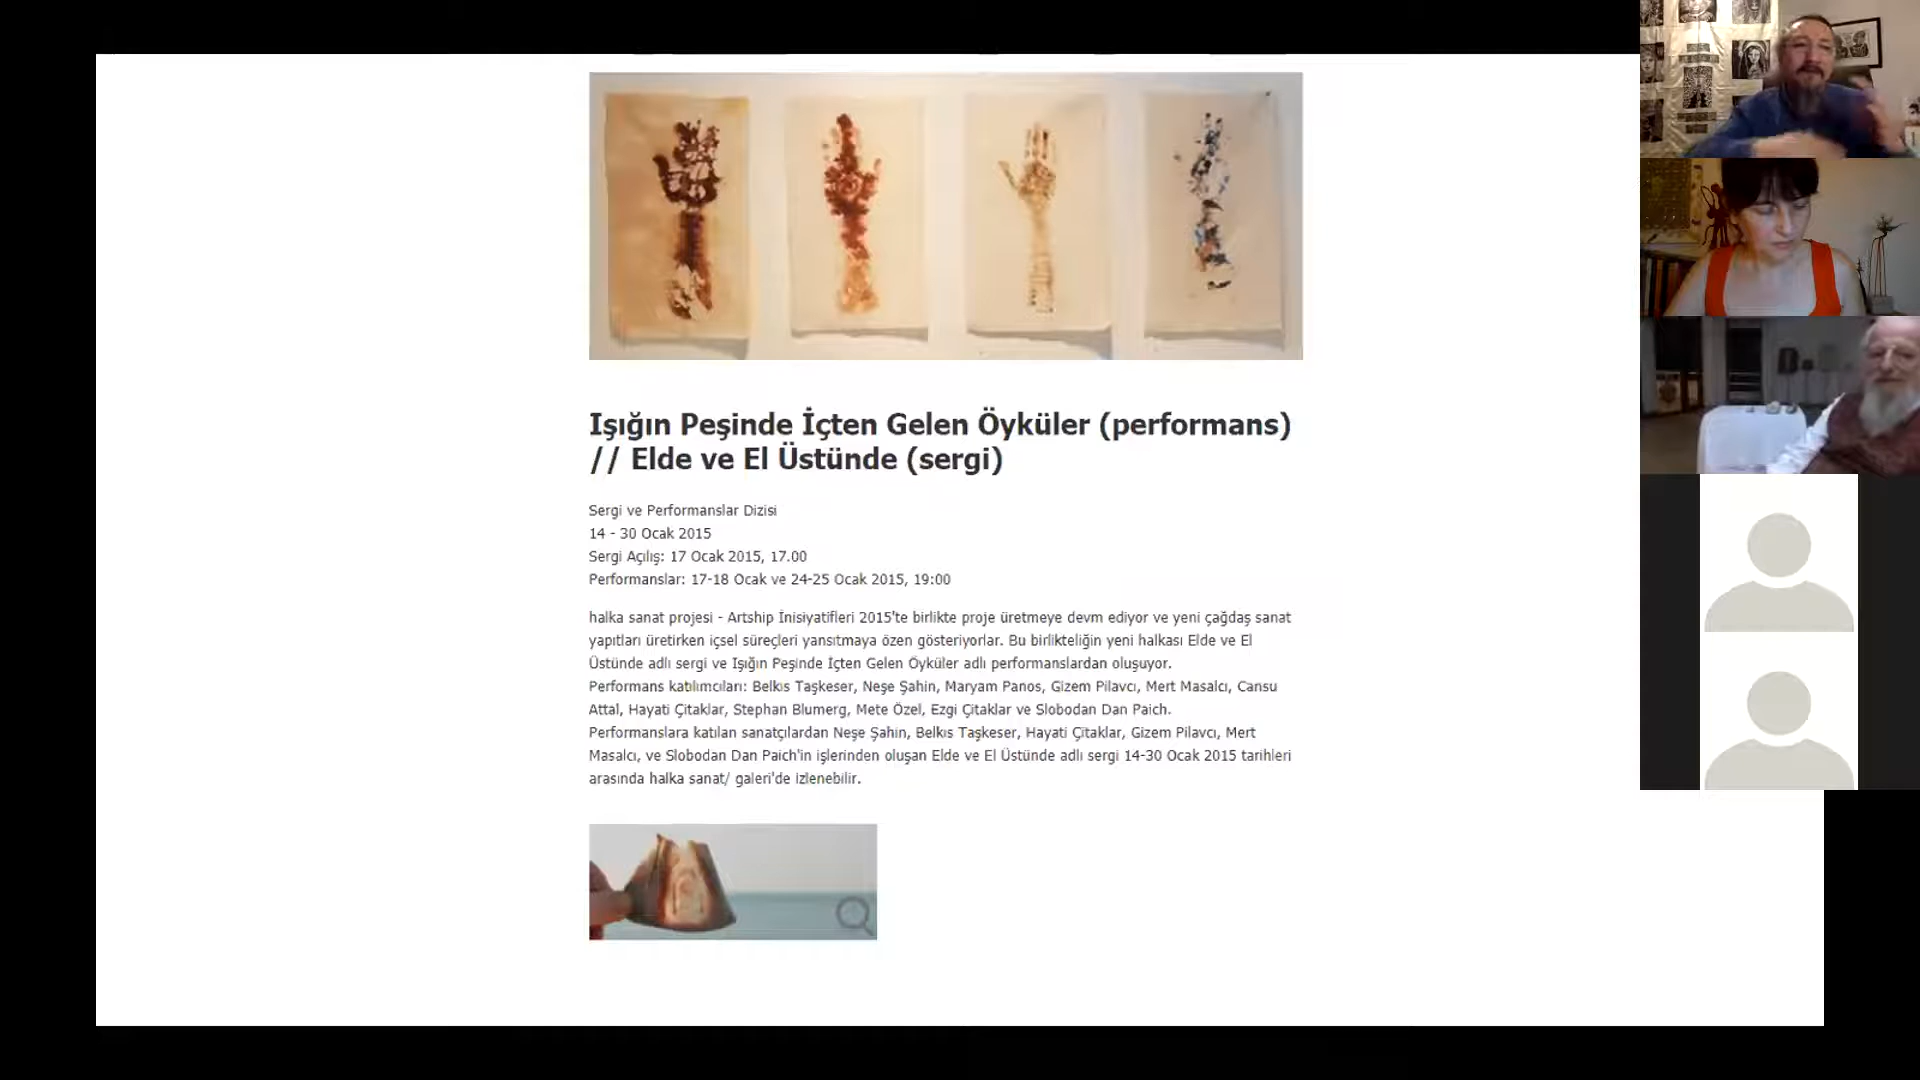 Işığın Peşinde İçten Gelen Öyküler (performans)
// Elde ve El Üstünde (sergi)
Sergi ve Performanslar Dizisi
14 - 30 Ocak 2015
Sergi Açılış: 17 Ocak 2015, 17.00
Performanslar: 17-18 Ocak ve 24-25 Ocak 2015, 19:00
halka sanat projesi - Artship İnisiyatifleri 2015'te birlikte proje üretmeye devm ediyor ve yeni çağdaş sanat
yapıtları üretirken içsel süreçleri yansıtmaya özen gösteriyorlar. Bu birlikteliğin yeni halkası Elde ve El
Üstünde adlı sergi ve Işığın Peşinde İçten Gelen Öyküler adlı performanslardan oluşuyor.
Performans katılımcıları: Belkıs Taşkeser, Neşe Şahin, Maryam Panos, Gizem Pilavcı, Mert Masalcı, Cansu
Attal, Hayati Çitaklar, Stephan Blumerg, Mete Özel, Ezgi Çitaklar ve Slobodan Dan Paich.
Performanslara katılan sanatçılardan Neşe Şahin, Belkıs Taşkeser, Hayati Çitaklar, Gizem Pilavcı, Mert
Masalcı, ve Slobodan Dan Paich'in işlerinden oluşan Elde ve El Üstünde adlı sergi 14-30 Ocak 2015 tarihleri
arasında halka sanat/ galeri'de izlenebilir.